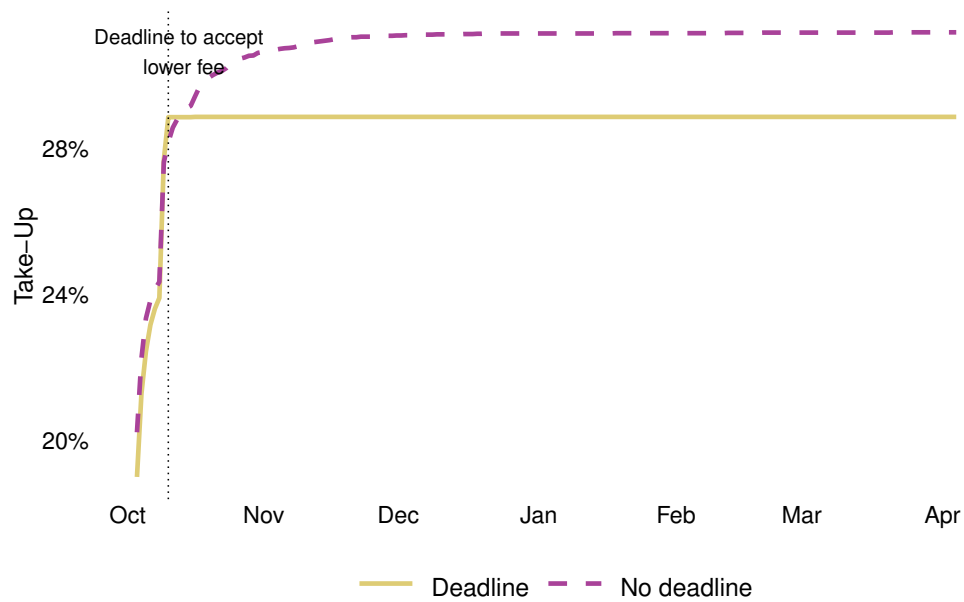 Deadline to accept
lower fee
28%
24%
20%
Take−Up
Oct Nov Dec Jan Feb Mar Apr
Deadline No deadline